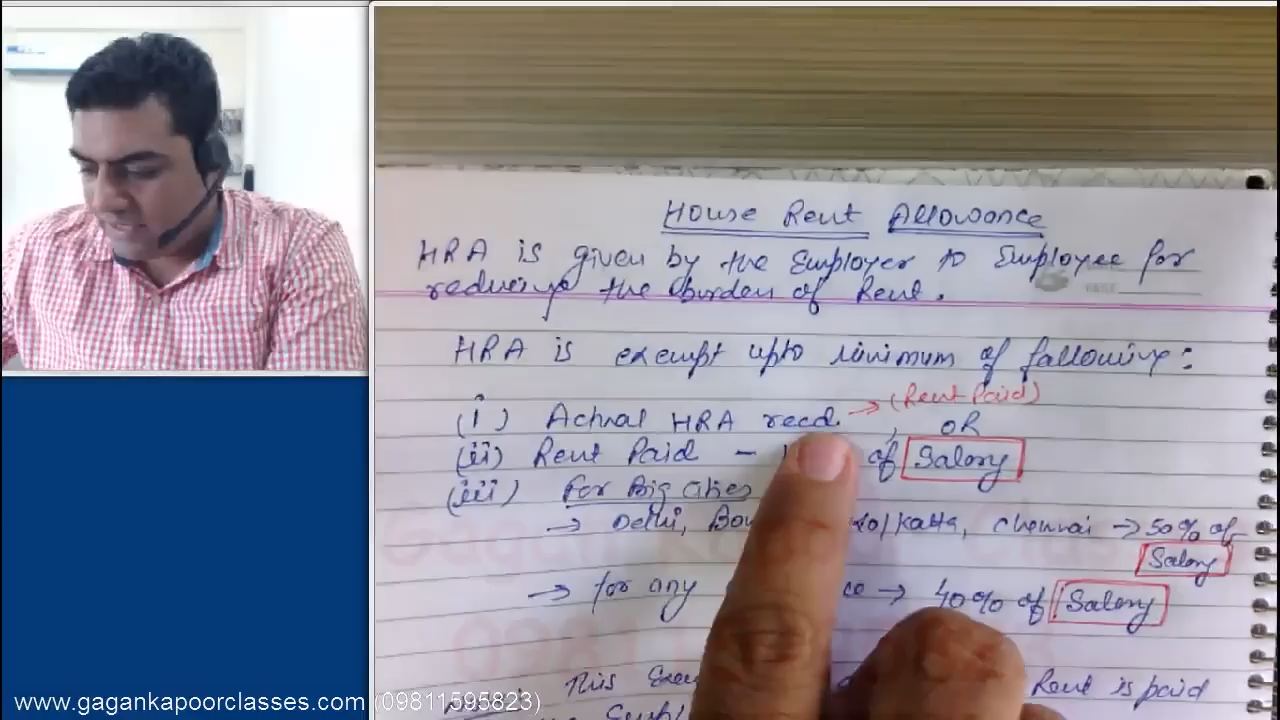 House Rent Allowance
HRA is given by the Employer to Employee for
reducing the Burden of Rent.
HRA is exempt upto minimum of following:
(i) Actual HRA recd. → (Rent Paid)
, OR
(ii) Rent Paid - of Salary
(iii) For Big Cities
→ Delhi, Chennai → 50% of
Salary
→ for any → 40% of Salary
This Rent is paid
www.gagankapoorclasses.com (09811595823)